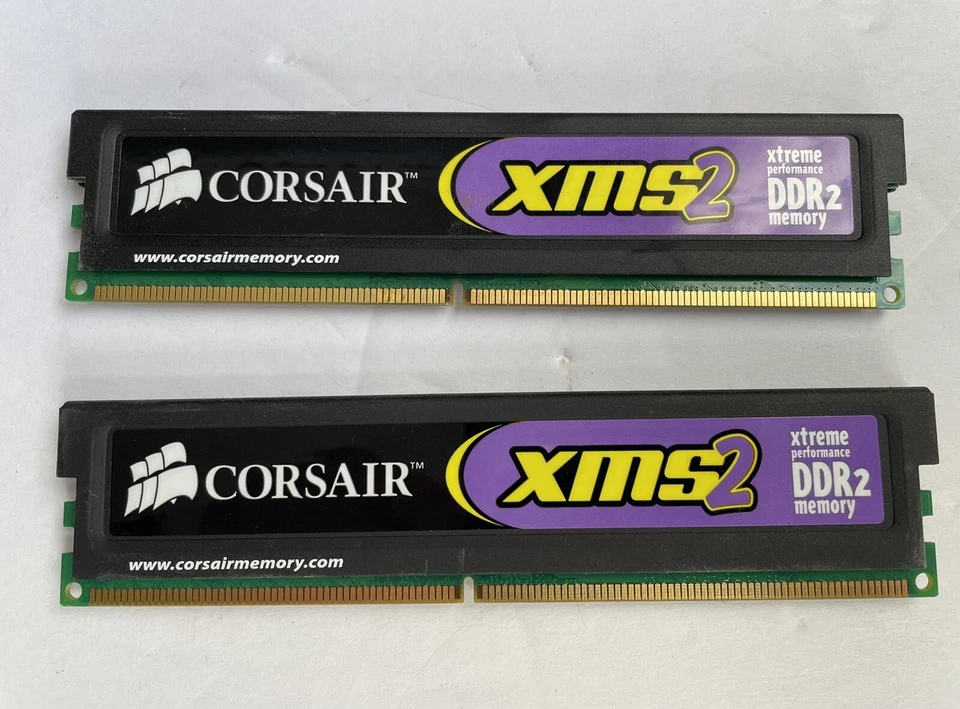 CORSAIR™
xms2
xtreme
performance
DDR2
memory
www.corsairmemory.com
CORSAIR™
xms2
xtreme
performance
DDR2
memory
www.corsairmemory.com